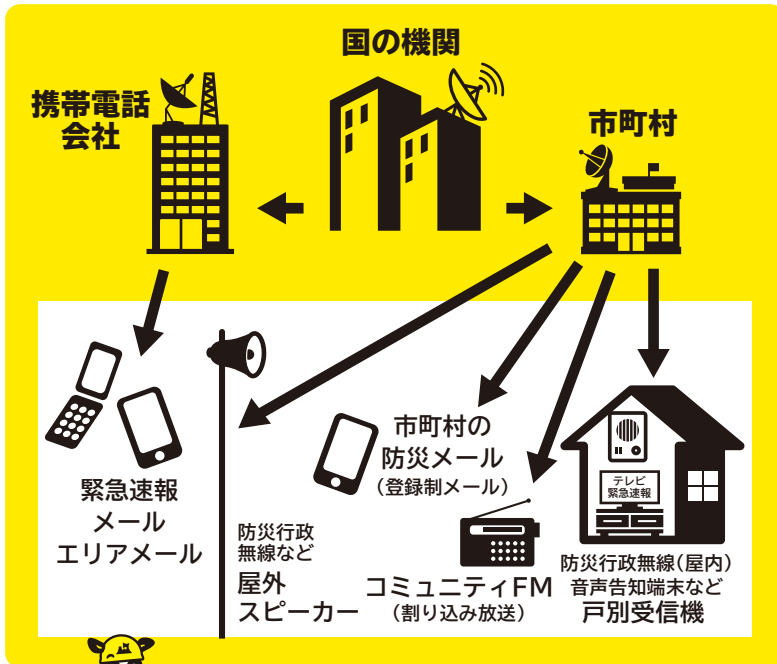 国の機関
携帯電話
会社
市町村
緊急速報
メール
エリアメール
防災行政
無線など
屋外
スピーカー
市町村の
防災メール
（登録制メール）
コミュニティFM
（割り込み放送）
テレビ
緊急速報
防災行政無線（屋内）
音声告知端末など
戸別受信機